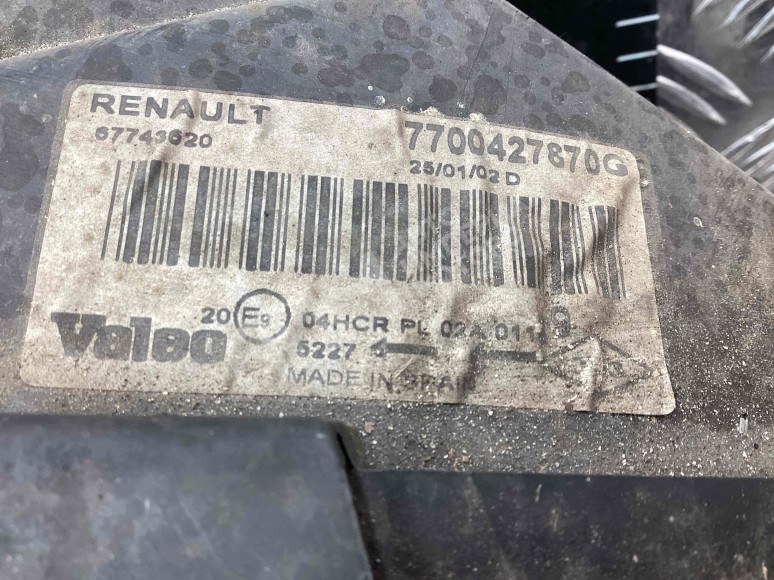 RENAULT 7700427870G
67743620 25/01/02 D
Valeo 20 E9 04HCR PL 02A 011
5227
MADE IN SPAIN